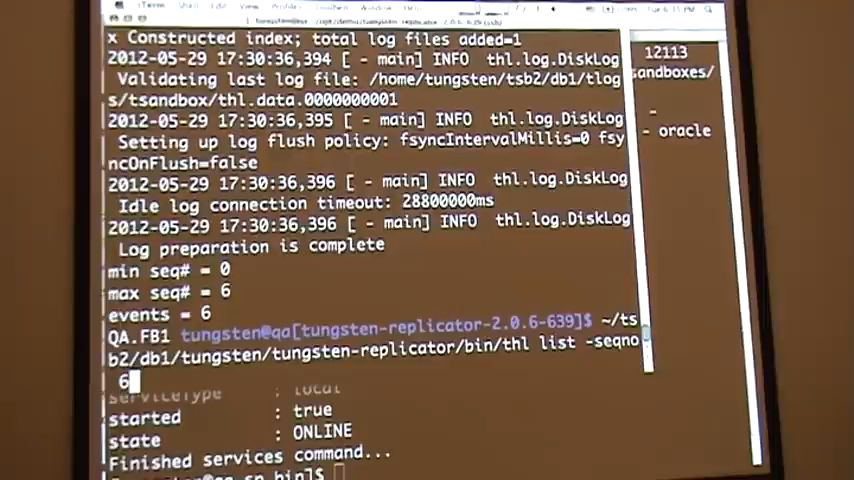 x Constructed index; total log files added=1
2012-05-29 17:30:36,394 [ - main] INFO  thl.log.DiskLog
Validating last log file: /home/tungsten/tsb2/db1/tlog
s/tsandbox/thl.data.0000000001
2012-05-29 17:30:36,395 [ - main] INFO  thl.log.DiskLog
Setting up log flush policy: fsyncIntervalMillis=0 fsy
ncOnFlush=false
2012-05-29 17:30:36,396 [ - main] INFO  thl.log.DiskLog
Idle log connection timeout: 28800000ms
2012-05-29 17:30:36,396 [ - main] INFO  thl.log.DiskLog
Log preparation is complete
min seq# = 0
max seq# = 6
events = 6
QA.FB1 tungsten@qa[tungsten-replicator-2.0.6-639]$ ~/ts
b2/db1/tungsten/tungsten-replicator/bin/thl list -seqno
6
serviceType : local
started : true
state : ONLINE
Finished services command...
12113
sandboxes/
-
- oracle